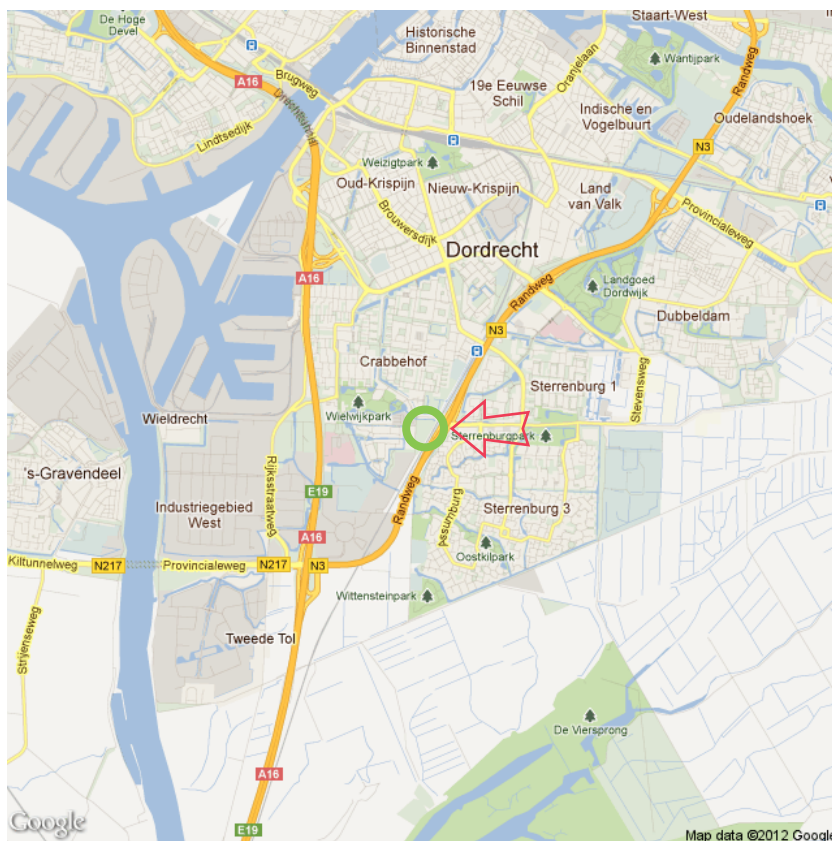 De Hoge
Devel
Historische
Binnenstad
Staart-West
A16
Brugweg
Oranjelaan
Wantijpark
Randweg
19e Eeuwse
Schil
Indische en
Vogelbuurt
Oudelandshoek
Lindtsedijk
N3
Weizigtpark
Oud-Krispijn
Nieuw-Krispijn
Land
van Valk
Provincialeweg
Brouwersdijk
Dordrecht
A16
Randweg
Landgoed
Dordwijk
N3
Dubbeldam
Crabbehof
Sterrenburg 1
Stevensweg
Wielwijkpark
Wieldrecht
Sterrenburgpark
's-Gravendeel
Rijksstraatweg
E19
Randweg
Assumburg
Industriegebied
West
Sterrenburg 3
A16
Oostkilpark
Kiltunnelweg
N217
Provincialeweg
N217
N3
Wittensteinpark
Strijenseweg
Tweede Tol
De Viersprong
A16
Google
E19
Map data ©2012 Google